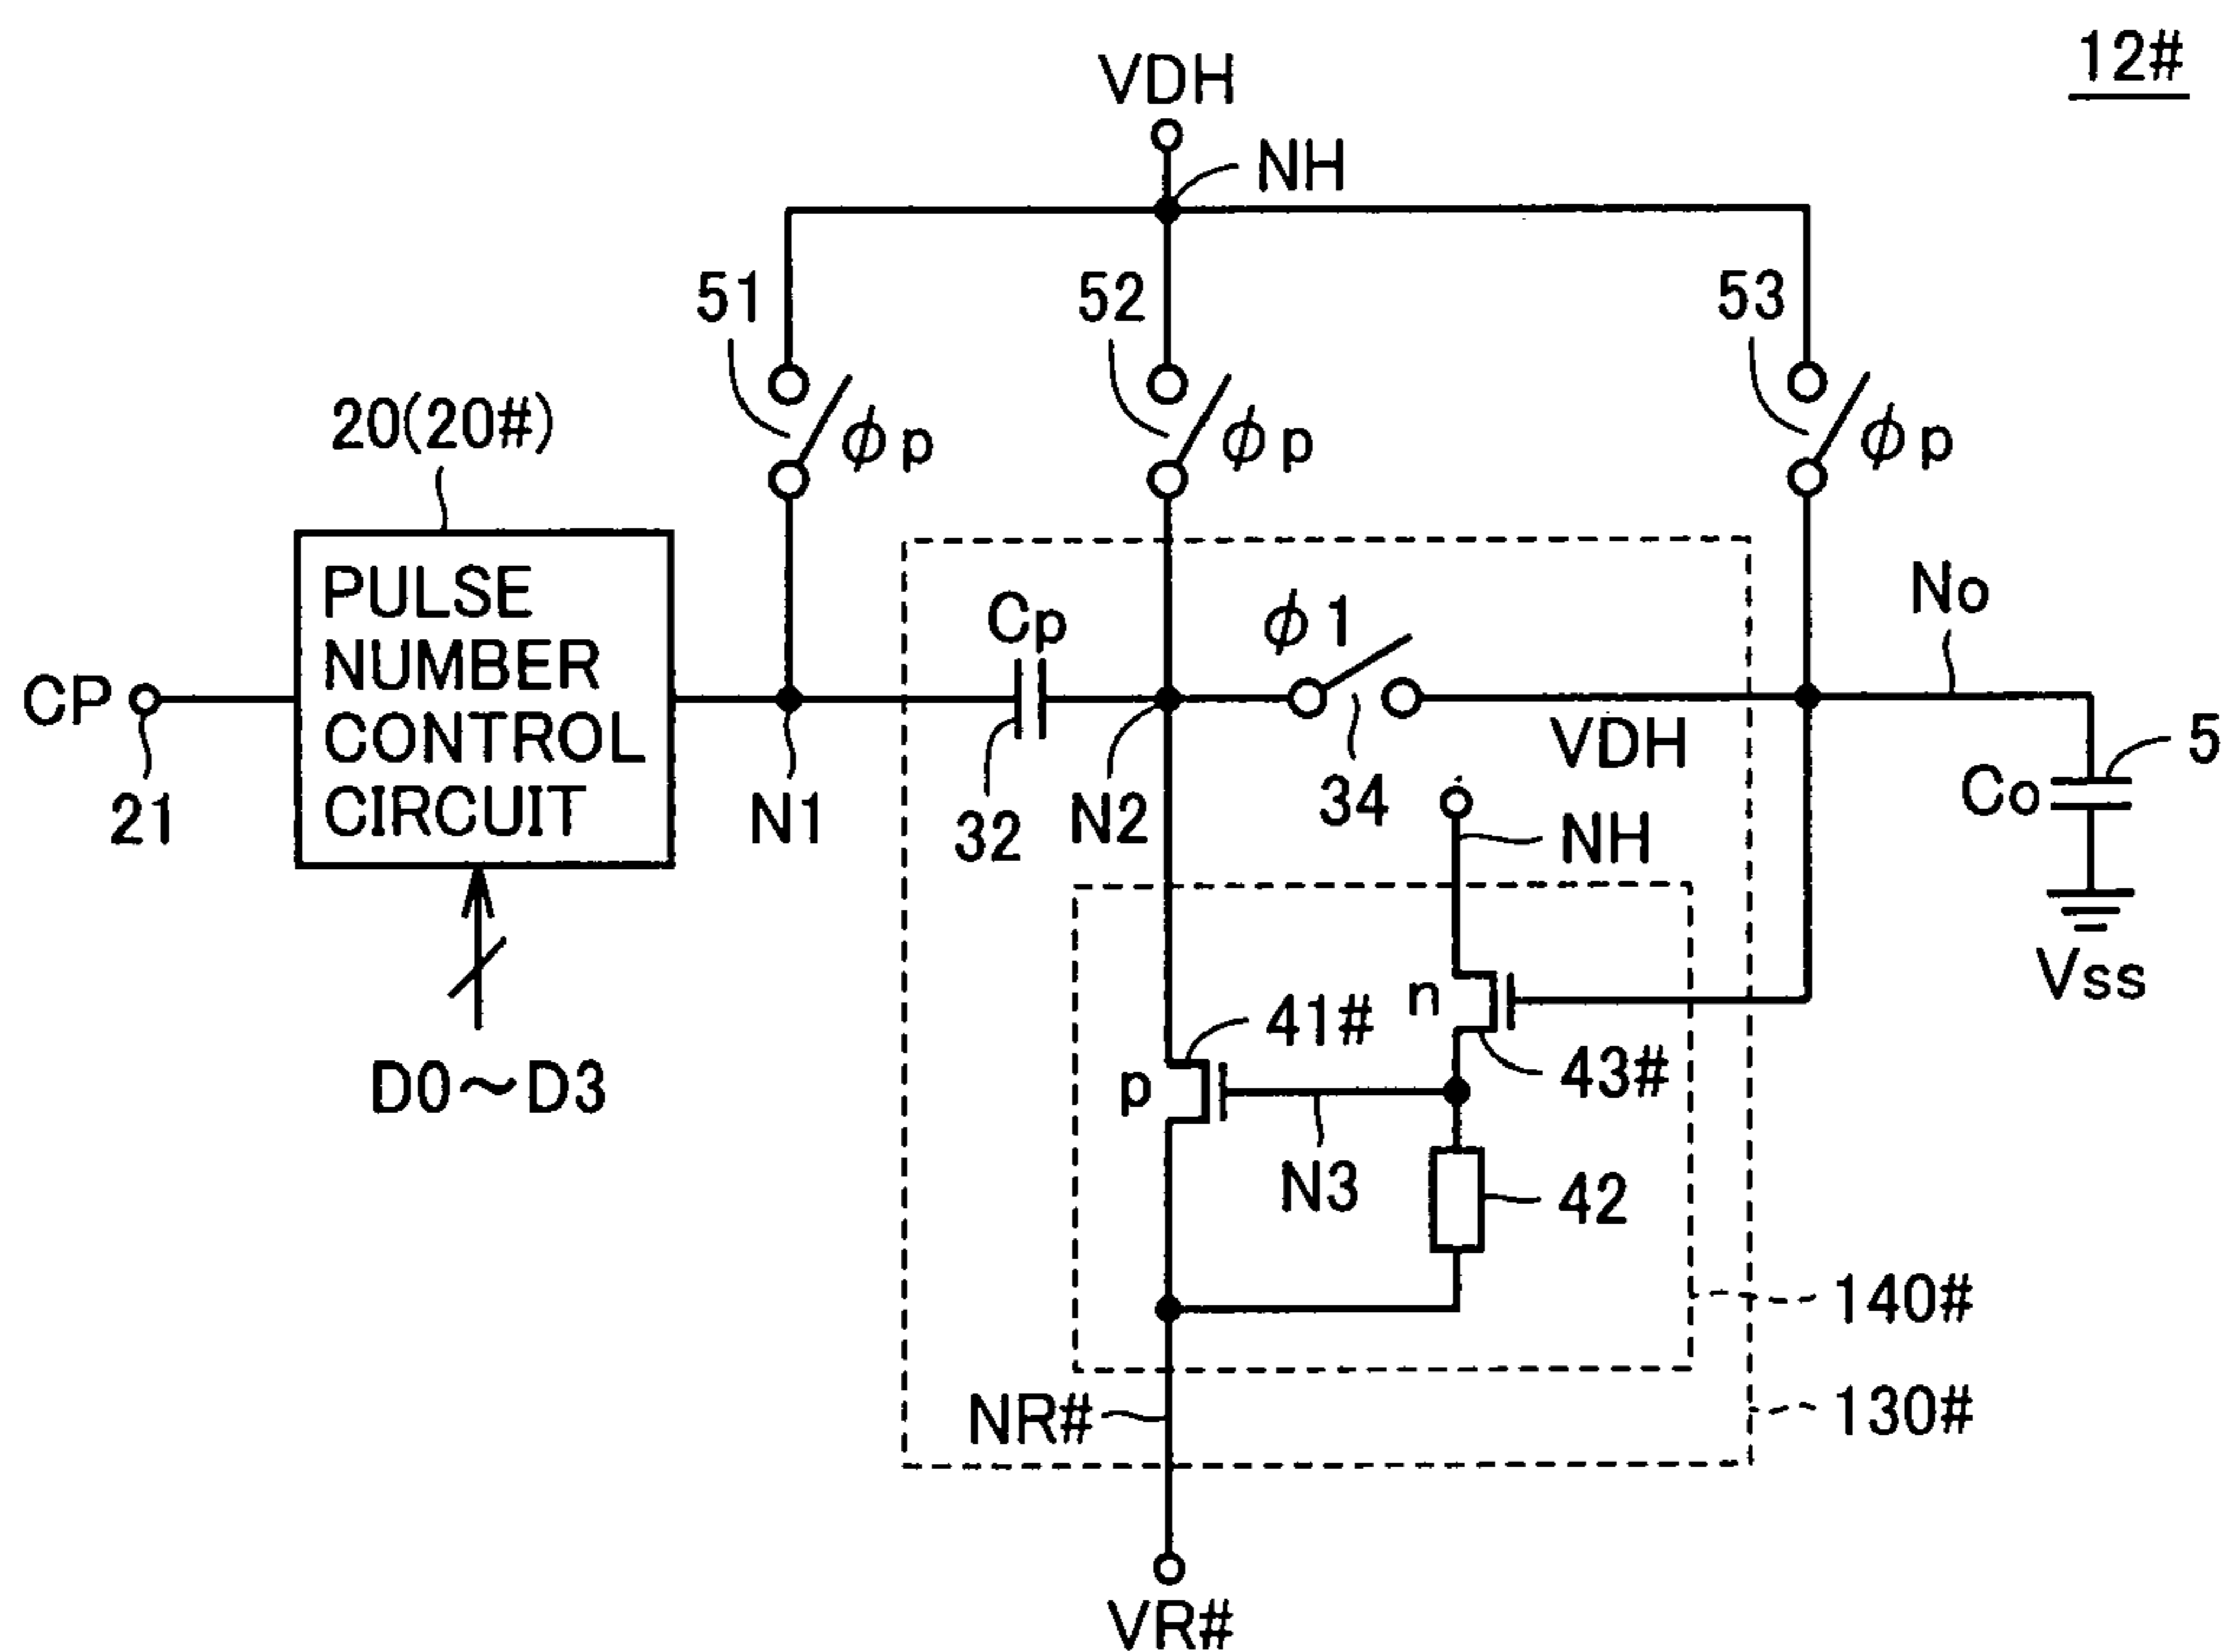 12#
VDH
NH
51
52
53
20(20#)
φp
φp
φp
PULSE
NUMBER
CONTROL
CIRCUIT
CP
21
N1
Cp
32
N2
φ1
34
VDH
NH
No
5
Co
Vss
D0~D3
n
41#
43#
p
N3
42
140#
130#
NR#
VR#